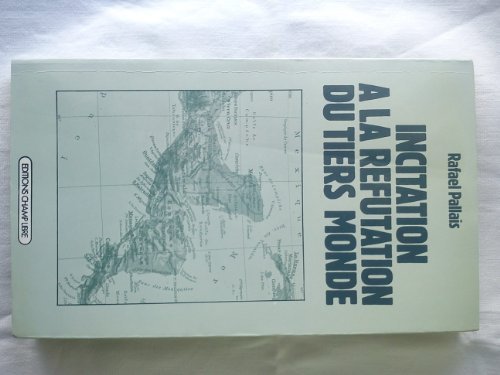 Rafael Pallais
INCITATION
A LA REFUTATION
DU TIERS MONDE
EDITIONS CHAMP LIBRE